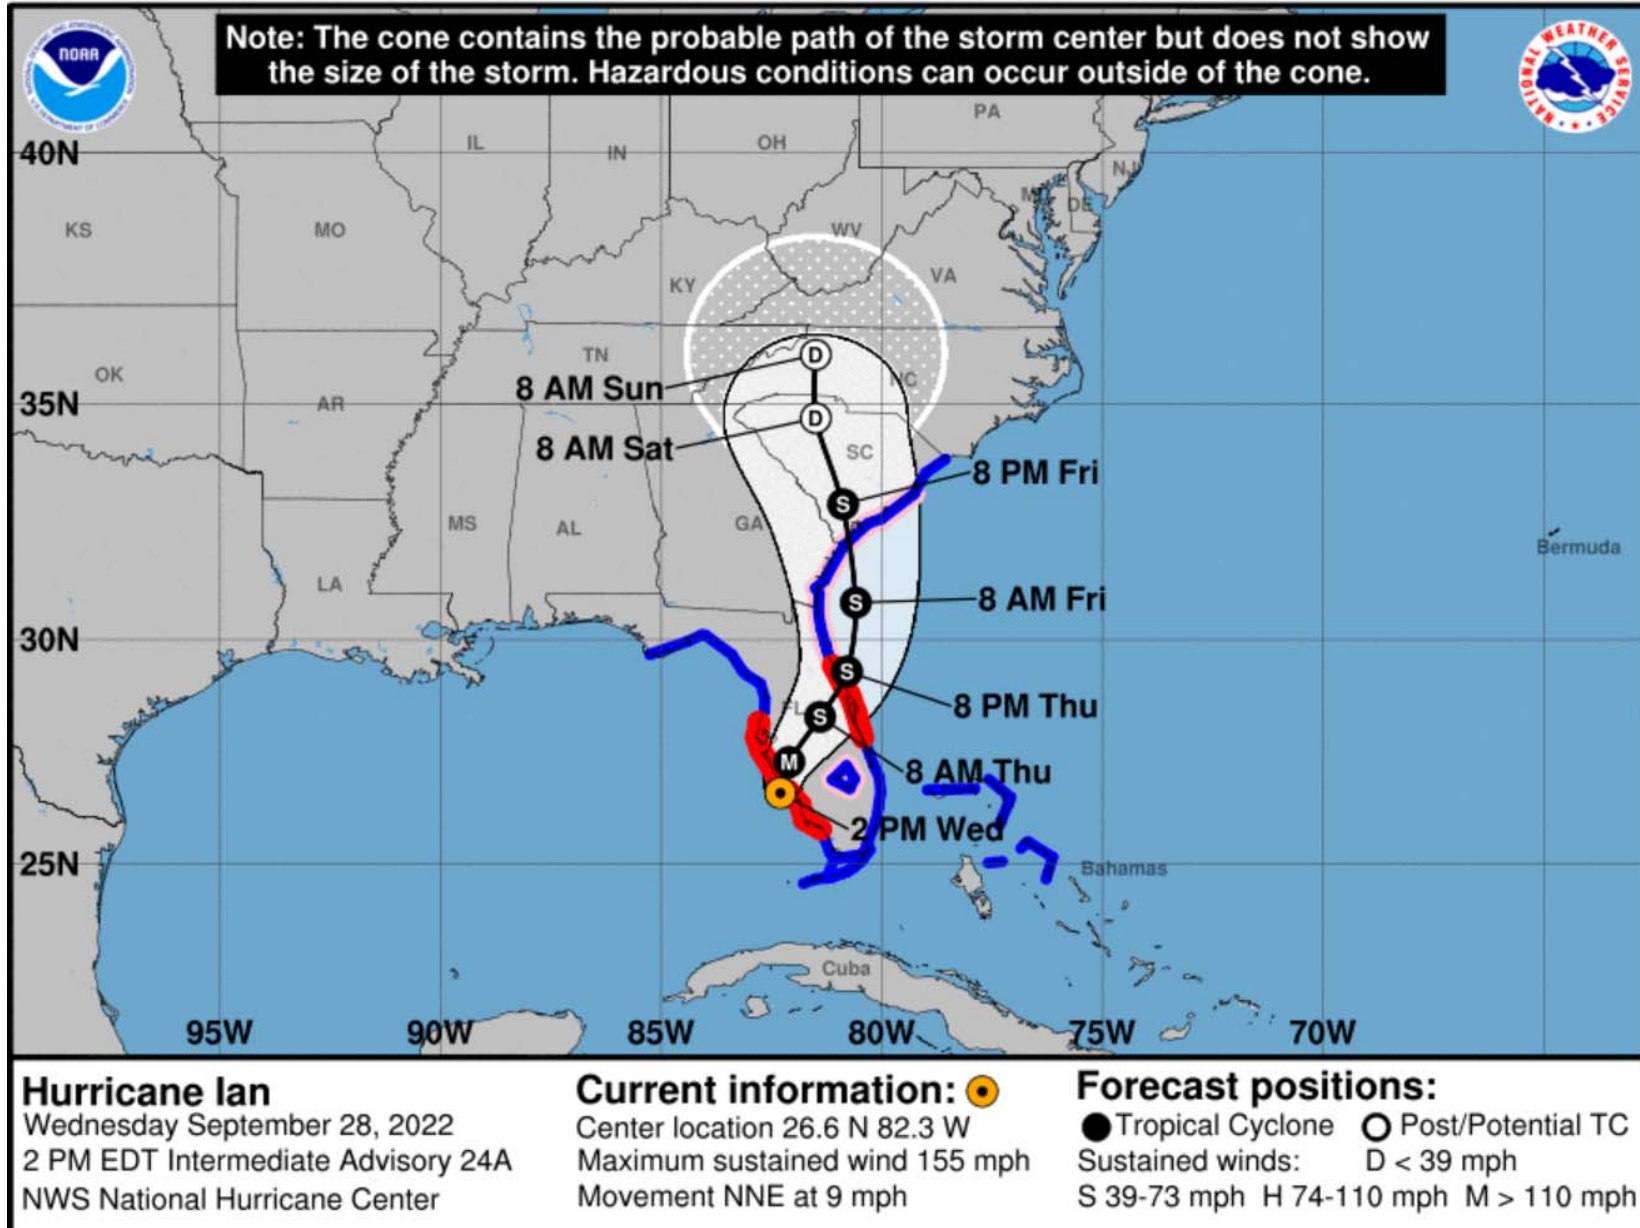 Note: The cone contains the probable path of the storm center but does not show
the size of the storm. Hazardous conditions can occur outside of the cone.
NOAA
NATIONAL WEATHER SERVICE
PA
40N
IL
IN
OH
NJ
DE
KS
MO
WV
KY
VA
TN
OK
8 AM Sun
NC
35N
AR
8 AM Sat
SC
8 PM Fri
MS
AL
GA
Bermuda
LA
8 AM Fri
30N
8 PM Thu
FL
8 AM Thu
2 PM Wed
25N
Bahamas
Cuba
95W
90W
85W
80W
75W
70W
D
D
S
S
S
S
M
Hurricane Ian
Wednesday September 28, 2022
2 PM EDT Intermediate Advisory 24A
NWS National Hurricane Center
Current information:
Center location 26.6 N 82.3 W
Maximum sustained wind 155 mph
Movement NNE at 9 mph
Forecast positions:
Tropical Cyclone Post/Potential TC
Sustained winds: D < 39 mph
S 39-73 mph H 74-110 mph M > 110 mph